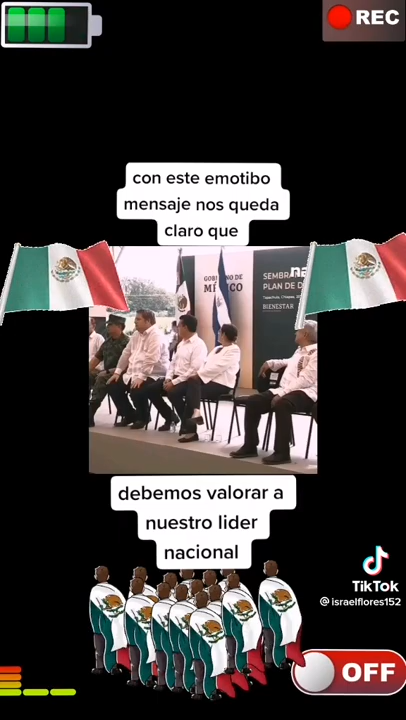 REC
con este emotibo
mensaje nos queda
claro que
GOBIERNO DE
MÉXICO
SEMBRA
PLAN DE D
BIENESTAR
debemos valorar a
nuestro lider
nacional
TikTok
@israelflores152
OFF